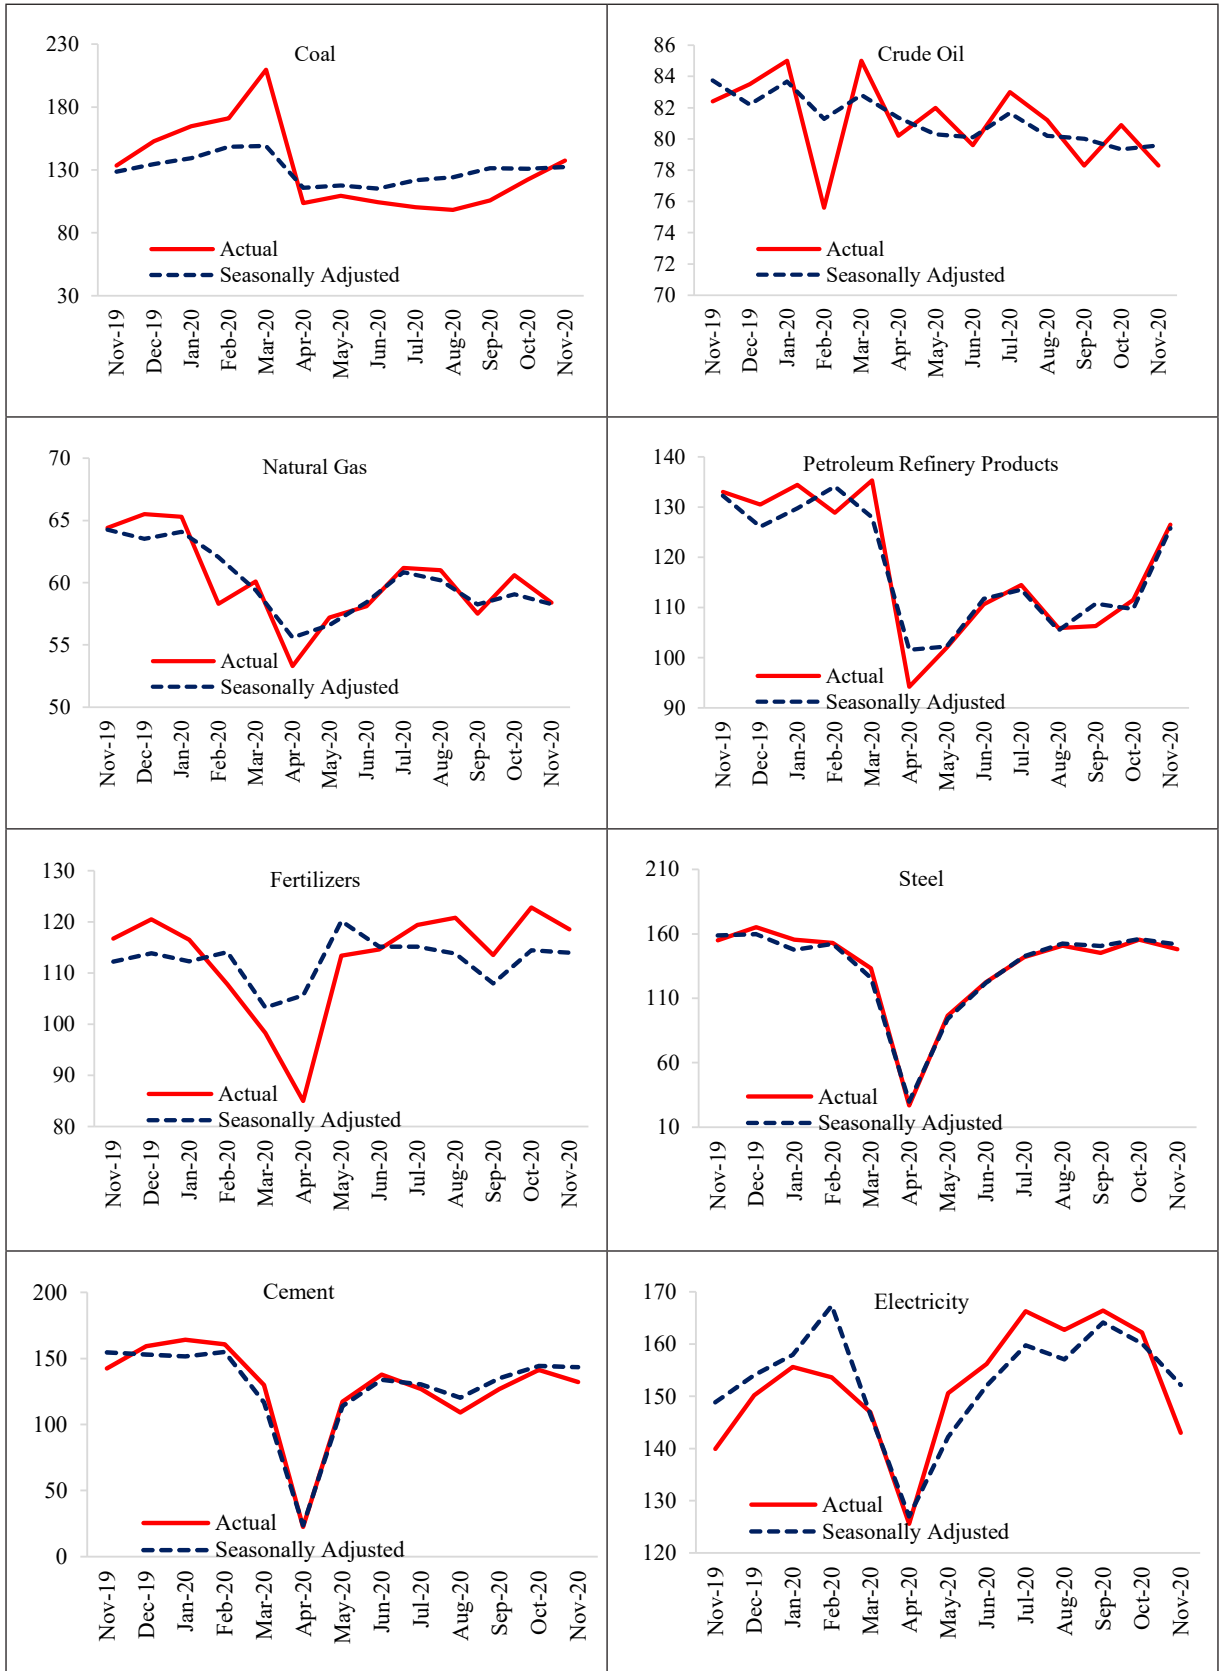 Coal
230
180
130
80
30
Actual
Seasonally Adjusted
Nov-19
Dec-19
Jan-20
Feb-20
Mar-20
Apr-20
May-20
Jun-20
Jul-20
Aug-20
Sep-20
Oct-20
Nov-20
Crude Oil
86
84
82
80
78
76
74
72
70
Actual
Seasonally Adjusted
Nov-19
Dec-19
Jan-20
Feb-20
Mar-20
Apr-20
May-20
Jun-20
Jul-20
Aug-20
Sep-20
Oct-20
Nov-20
Natural Gas
70
65
60
55
50
Actual
Seasonally Adjusted
Nov-19
Dec-19
Jan-20
Feb-20
Mar-20
Apr-20
May-20
Jun-20
Jul-20
Aug-20
Sep-20
Oct-20
Nov-20
Petroleum Refinery Products
140
130
120
110
100
90
Actual
Seasonally Adjusted
Nov-19
Dec-19
Jan-20
Feb-20
Mar-20
Apr-20
May-20
Jun-20
Jul-20
Aug-20
Sep-20
Oct-20
Nov-20
Fertilizers
130
120
110
100
90
80
Actual
Seasonally Adjusted
Nov-19
Dec-19
Jan-20
Feb-20
Mar-20
Apr-20
May-20
Jun-20
Jul-20
Aug-20
Sep-20
Oct-20
Nov-20
Steel
210
160
110
60
10
Actual
Seasonally Adjusted
Nov-19
Dec-19
Jan-20
Feb-20
Mar-20
Apr-20
May-20
Jun-20
Jul-20
Aug-20
Sep-20
Oct-20
Nov-20
Cement
200
150
100
50
0
Actual
Seasonally Adjusted
Nov-19
Dec-19
Jan-20
Feb-20
Mar-20
Apr-20
May-20
Jun-20
Jul-20
Aug-20
Sep-20
Oct-20
Nov-20
Electricity
170
160
150
140
130
120
Actual
Seasonally Adjusted
Nov-19
Dec-19
Jan-20
Feb-20
Mar-20
Apr-20
May-20
Jun-20
Jul-20
Aug-20
Sep-20
Oct-20
Nov-20